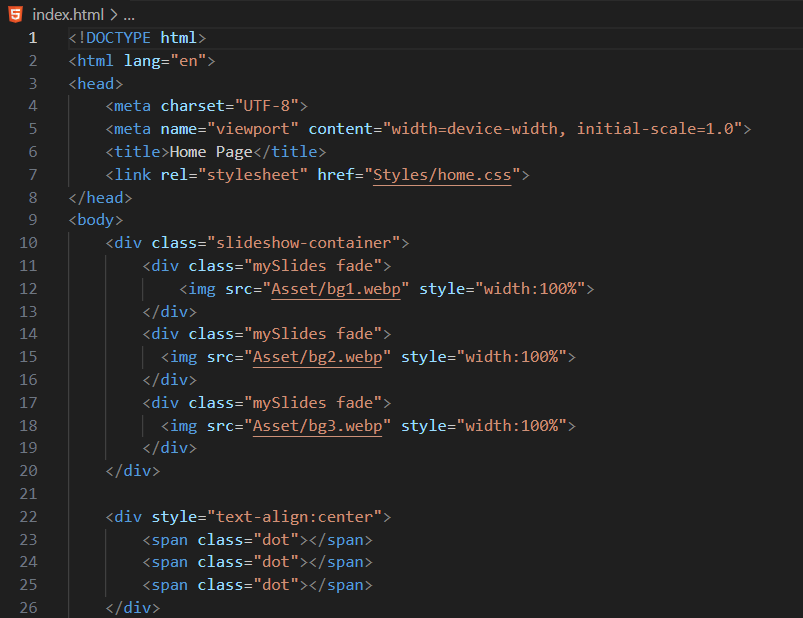 index.html > ...
1 <!DOCTYPE html>
2 <html lang="en">
3 <head>
4     <meta charset="UTF-8">
5     <meta name="viewport" content="width=device-width, initial-scale=1.0">
6     <title>Home Page</title>
7     <link rel="stylesheet" href="Styles/home.css">
8 </head>
9 <body>
10     <div class="slideshow-container">
11         <div class="mySlides fade">
12             <img src="Asset/bg1.webp" style="width:100%">
13         </div>
14         <div class="mySlides fade">
15           <img src="Asset/bg2.webp" style="width:100%">
16         </div>
17         <div class="mySlides fade">
18           <img src="Asset/bg3.webp" style="width:100%">
19         </div>
20     </div>
21
22     <div style="text-align:center">
23         <span class="dot"></span>
24         <span class="dot"></span>
25         <span class="dot"></span>
26     </div>